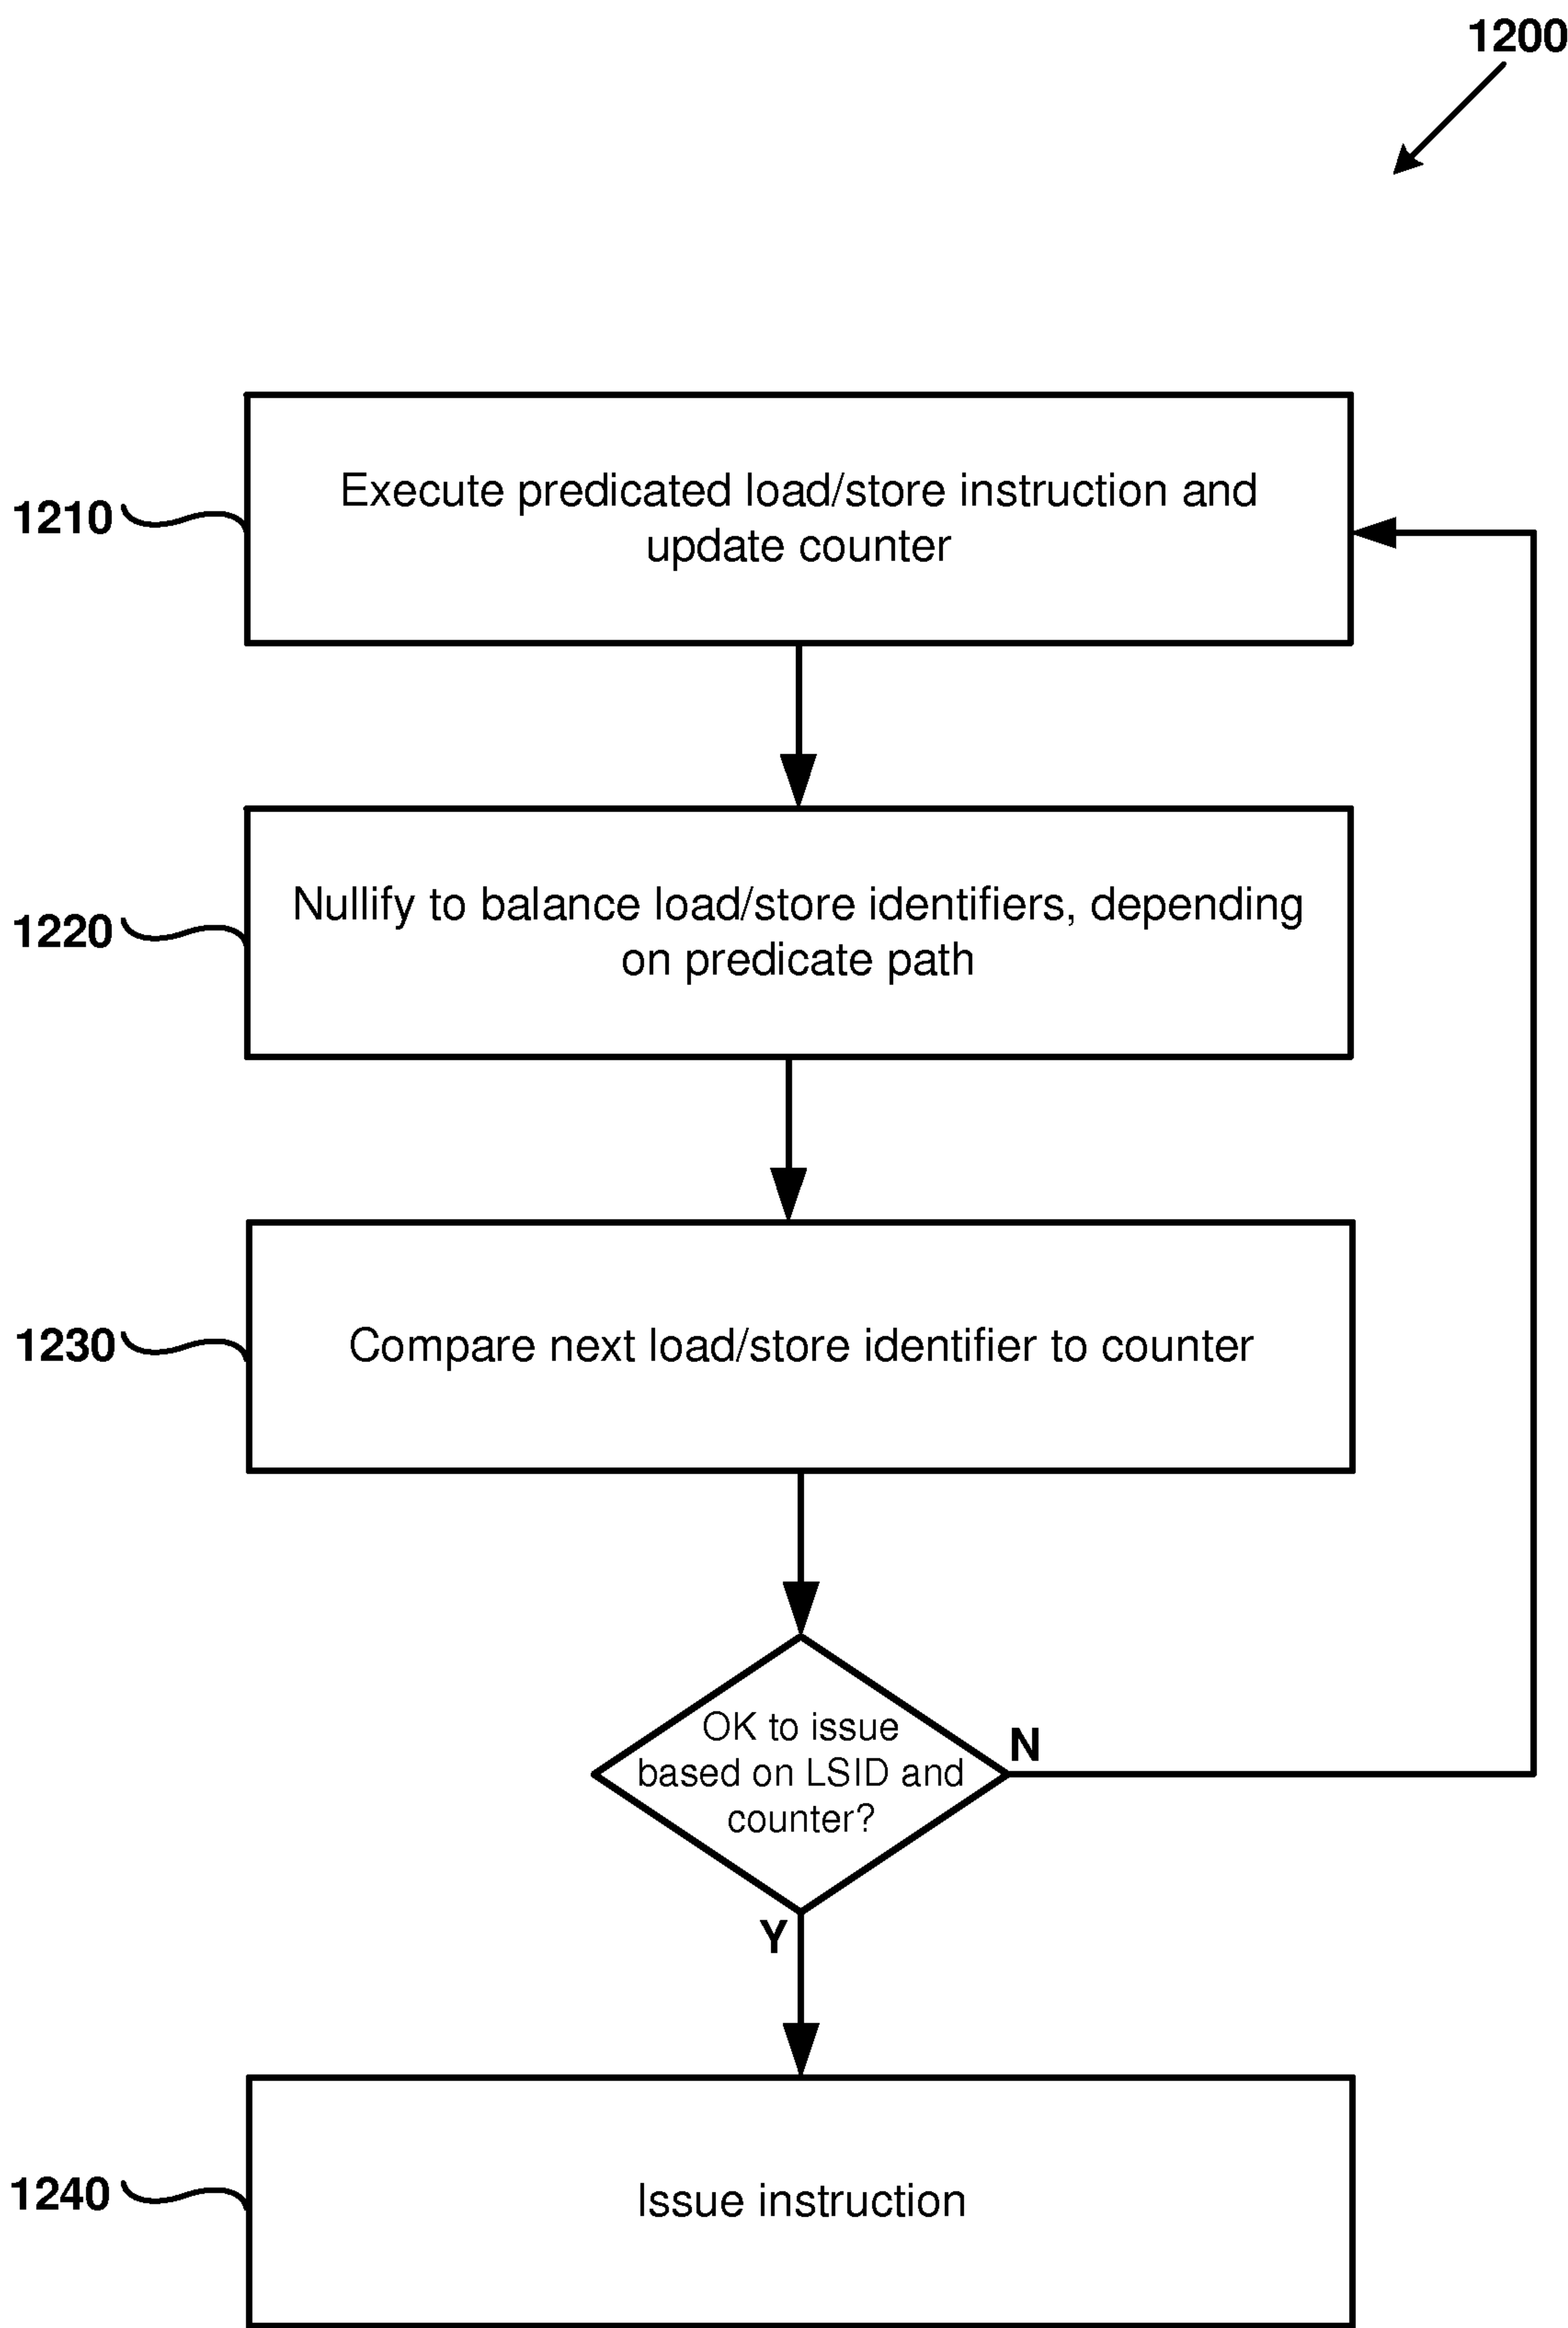 1200
1210
Execute predicated load/store instruction and
update counter
1220
Nullify to balance load/store identifiers, depending
on predicate path
1230
Compare next load/store identifier to counter
OK to issue
based on LSID and
counter?
N
Y
1240
Issue instruction